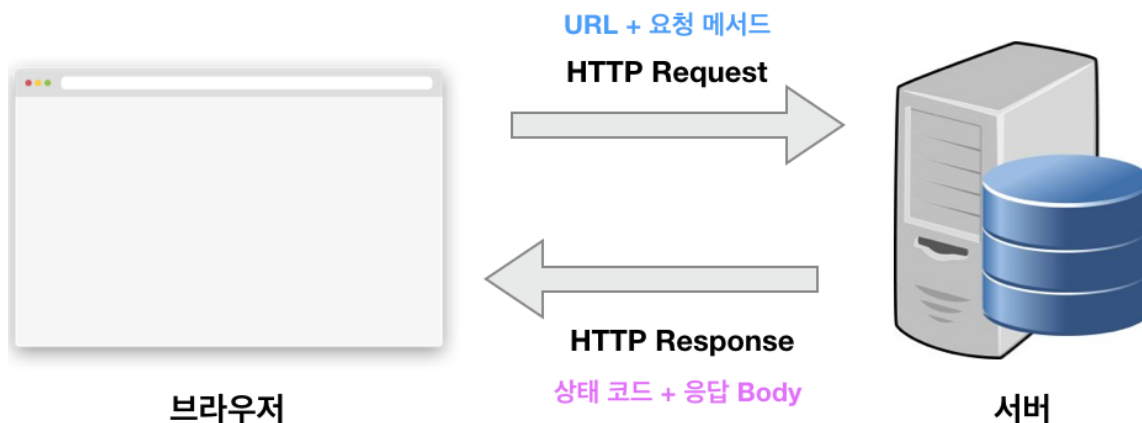 URL + 요청 메서드
HTTP Request
HTTP Response
상태 코드 + 응답 Body
브라우저
서버